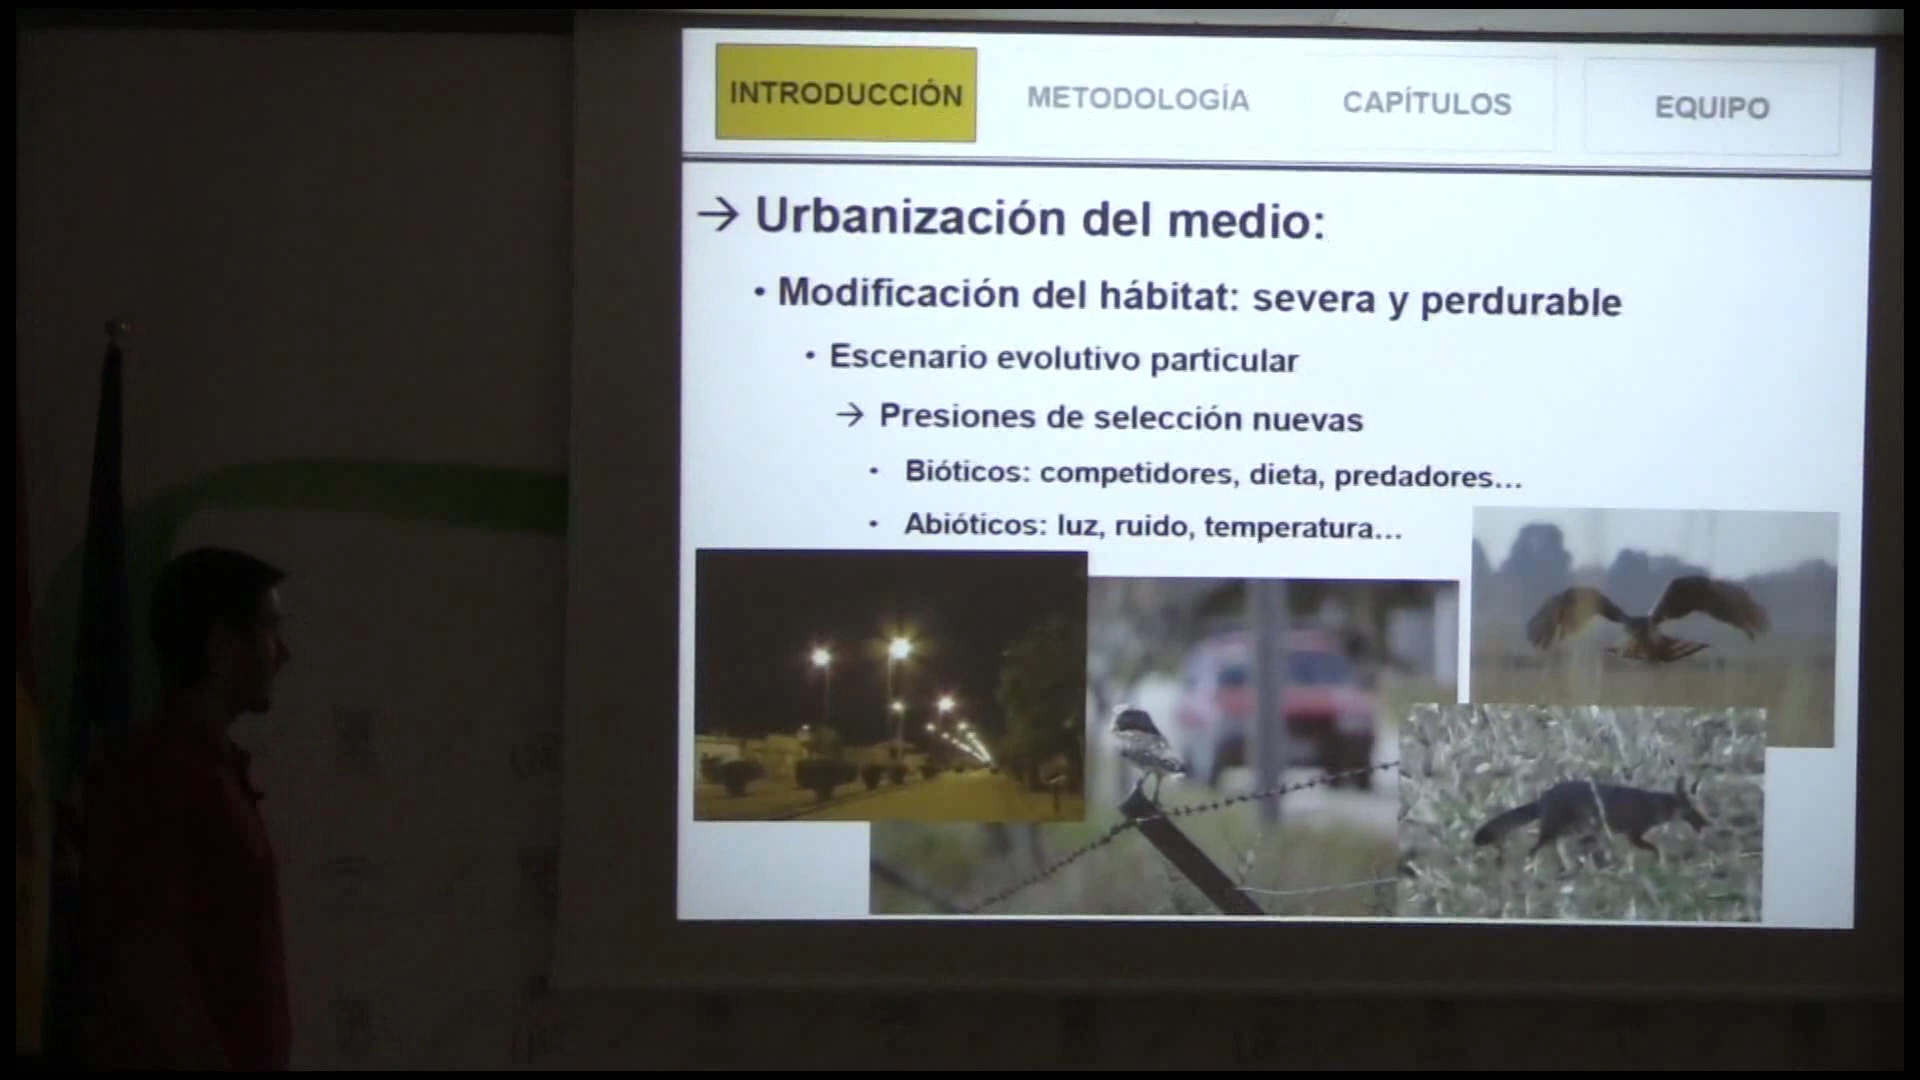 INTRODUCCIÓN
METODOLOGÍA
CAPÍTULOS
EQUIPO
→ Urbanización del medio:
• Modificación del hábitat: severa y perdurable
• Escenario evolutivo particular
→ Presiones de selección nuevas
• Bióticos: competidores, dieta, predadores...
• Abióticos: luz, ruido, temperatura...